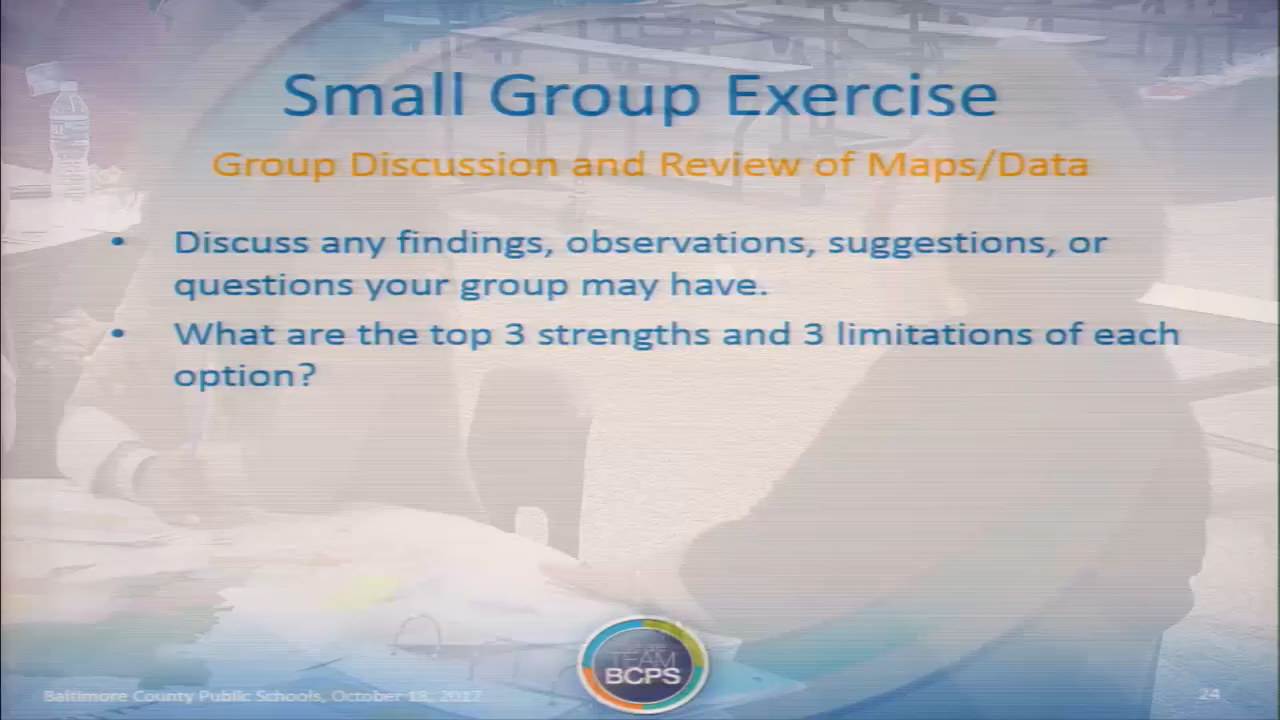 Small Group Exercise
Group Discussion and Review of Maps/Data
• Discuss any findings, observations, suggestions, or
questions your group may have.
• What are the top 3 strengths and 3 limitations of each
option?
TEAM
BCPS
Baltimore County Public Schools, October 18, 2017
24